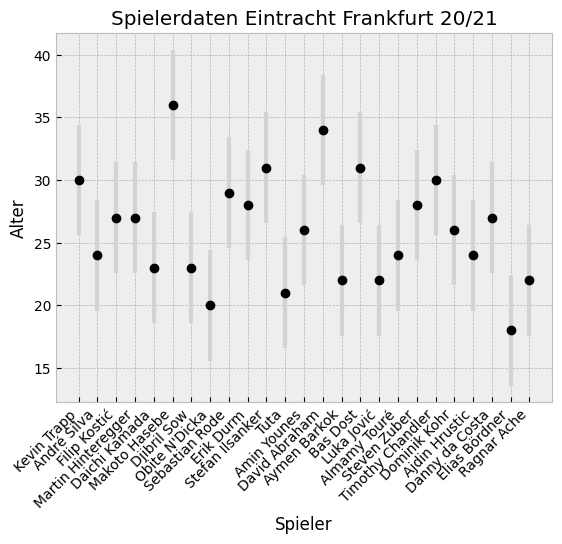 Spielerdaten Eintracht Frankfurt 20/21
Alter
40
35
30
25
20
15
Kevin Trapp
André Silva
Filip Kostić
Martin Hinteregger
Daichi Kamada
Makoto Hasebe
Djibril Sow
Obite N'Dicka
Sebastian Rode
Erik Durm
Stefan Ilsanker
Tuta
Amin Younes
David Abraham
Aymen Barkok
Bas Dost
Luka Jović
Almamy Touré
Steven Zuber
Timothy Chandler
Dominik Kohr
Ajdin Hrustic
Danny da Costa
Elias Bördner
Ragnar Ache
Spieler